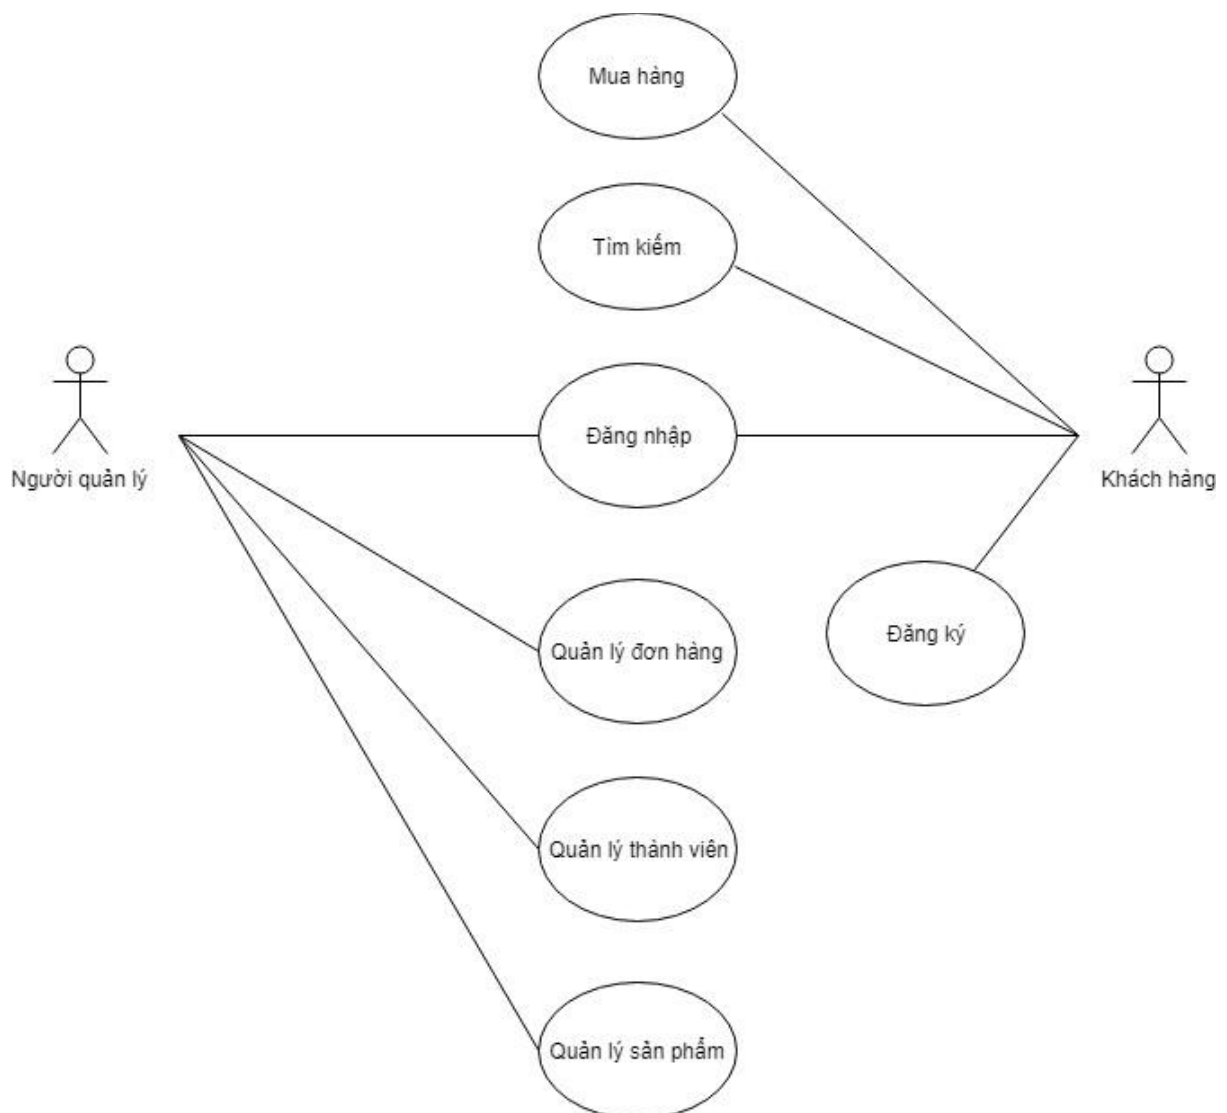 Mua hàng
Tìm kiếm
Đăng nhập
Người quản lý
Khách hàng
Đăng ký
Quản lý đơn hàng
Quản lý thành viên
Quản lý sản phẩm